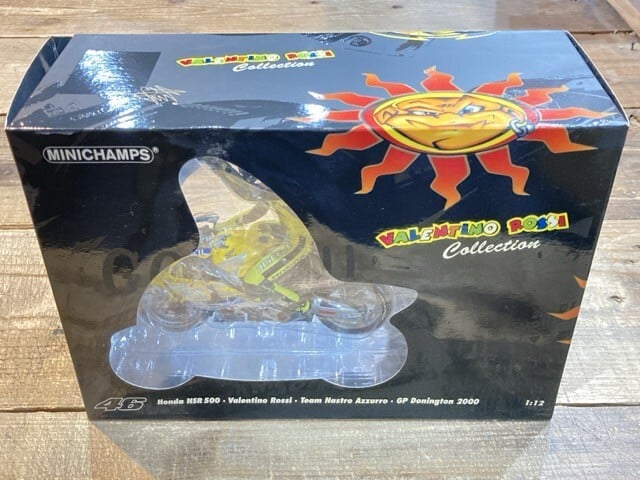 VALENTINO ROSSI
Collection
MINICHAMPS
VALENTINO ROSSI
Collection
46
Honda NSR 500 - Valentino Rossi - Team Nastro Azzurro - GP Donington 2000
1:12